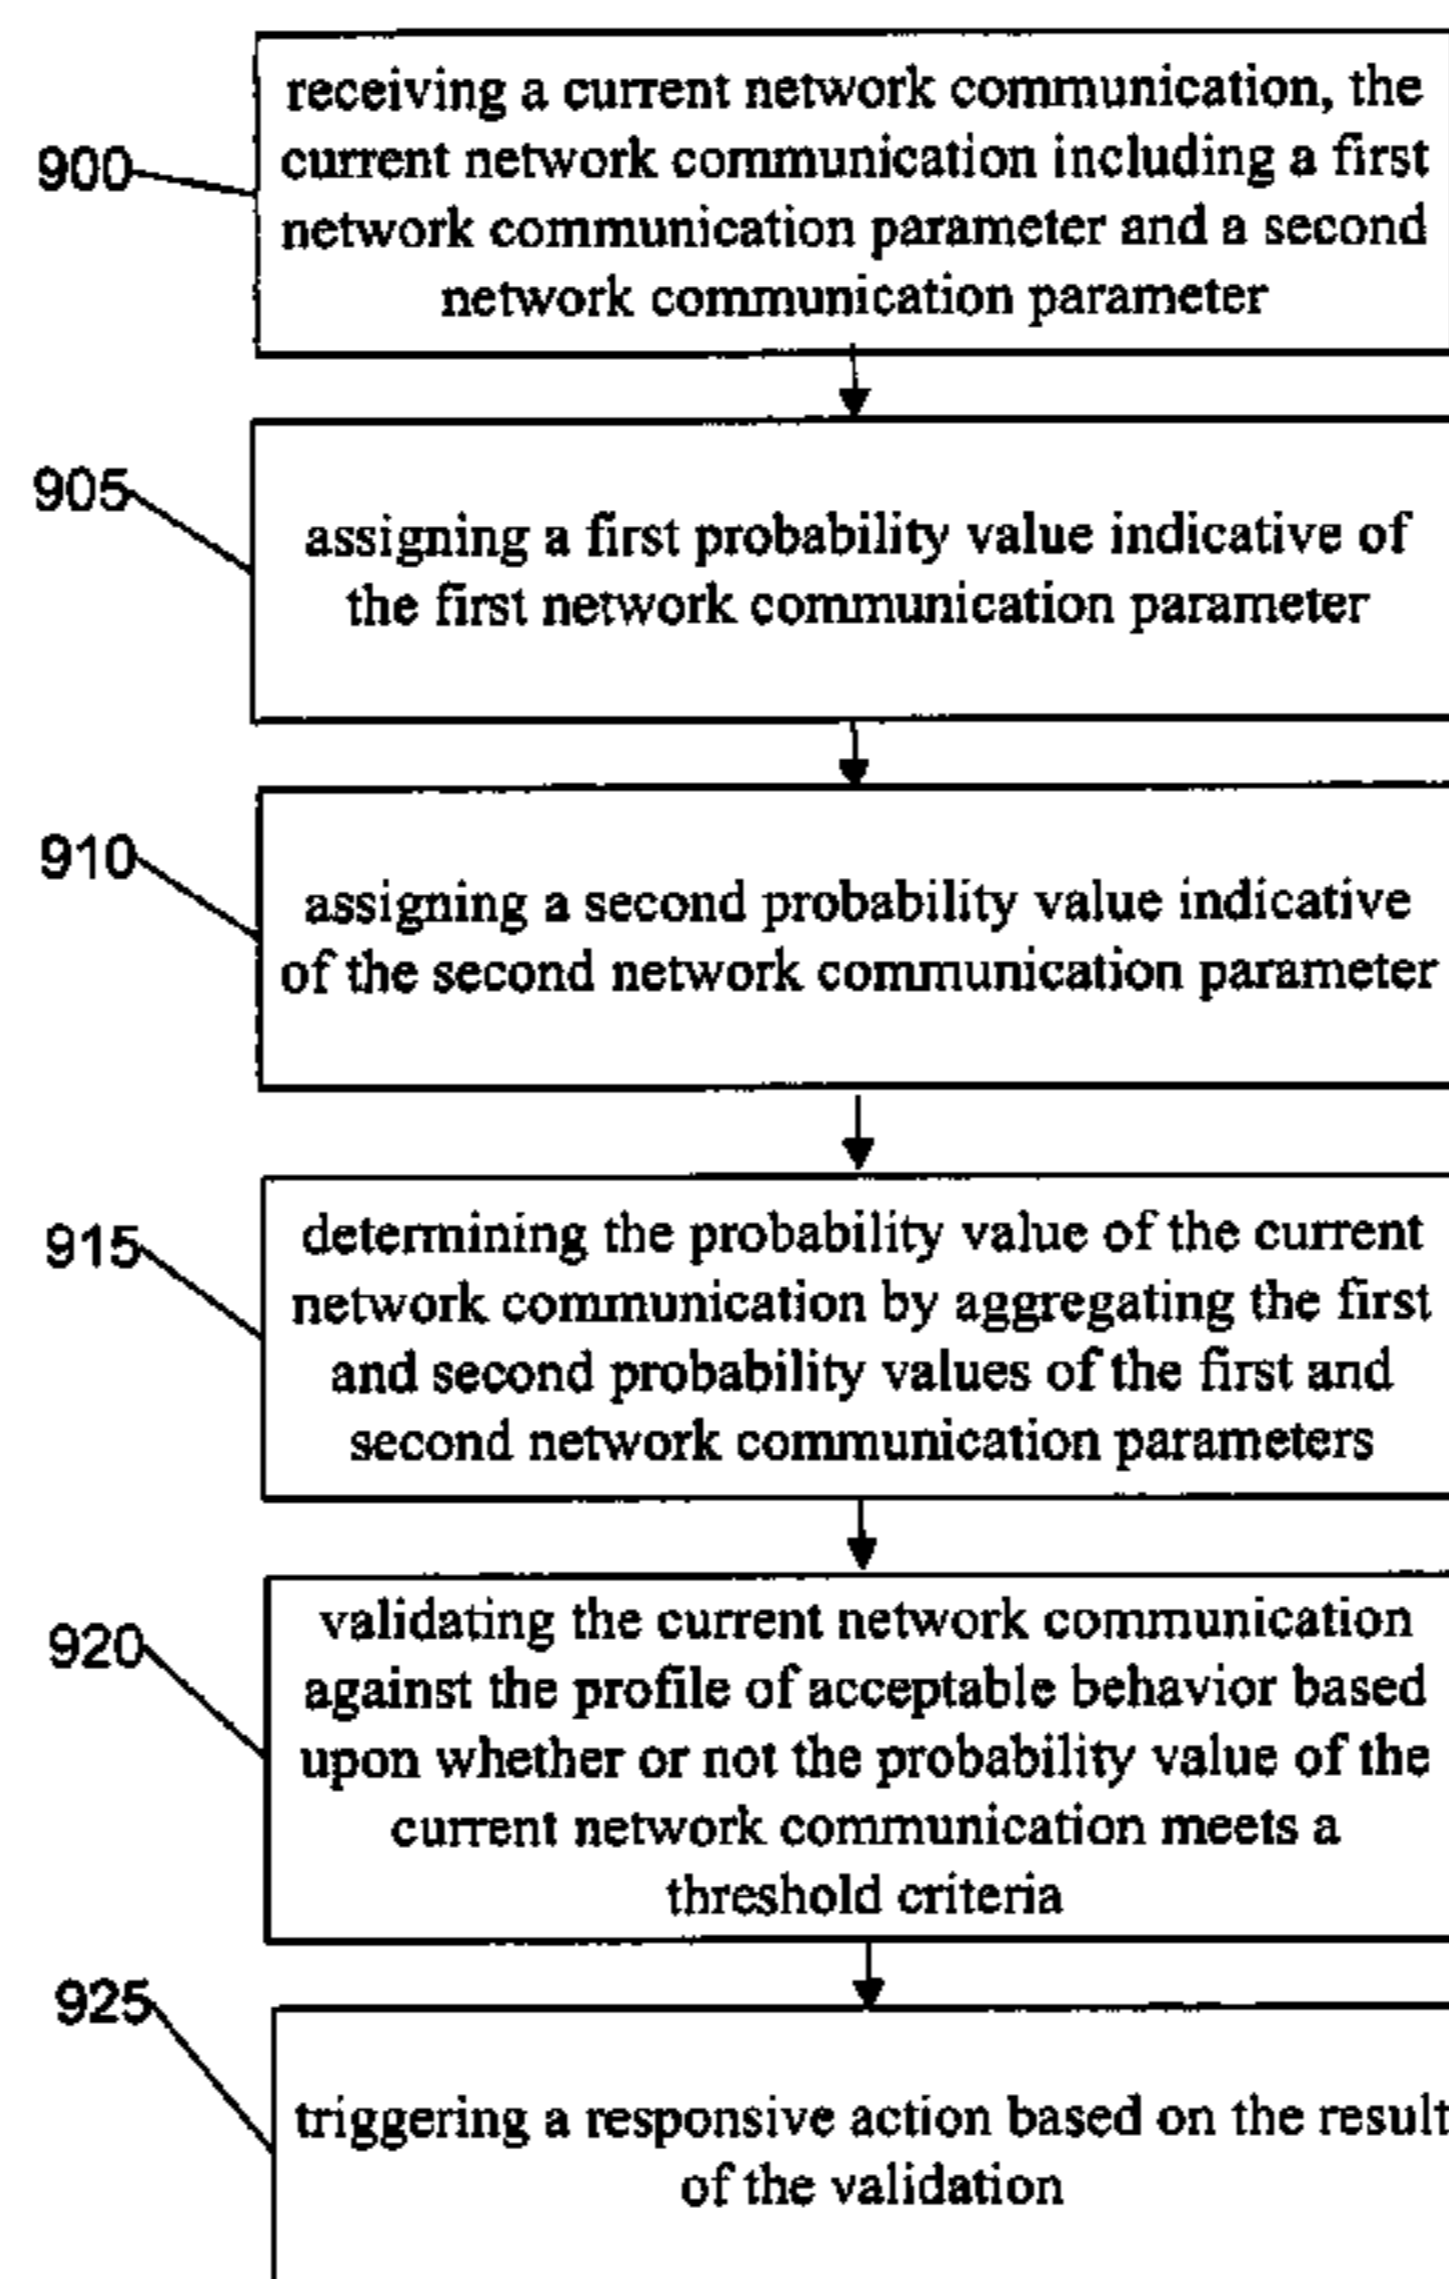 900
receiving a current network communication, the
current network communication including a first
network communication parameter and a second
network communication parameter
905
assigning a first probability value indicative of
the first network communication parameter
910
assigning a second probability value indicative
of the second network communication parameter
915
determining the probability value of the current
network communication by aggregating the first
and second probability values of the first and
second network communication parameters
920
validating the current network communication
against the profile of acceptable behavior based
upon whether or not the probability value of the
current network communication meets a
threshold criteria
925
triggering a responsive action based on the result
of the validation